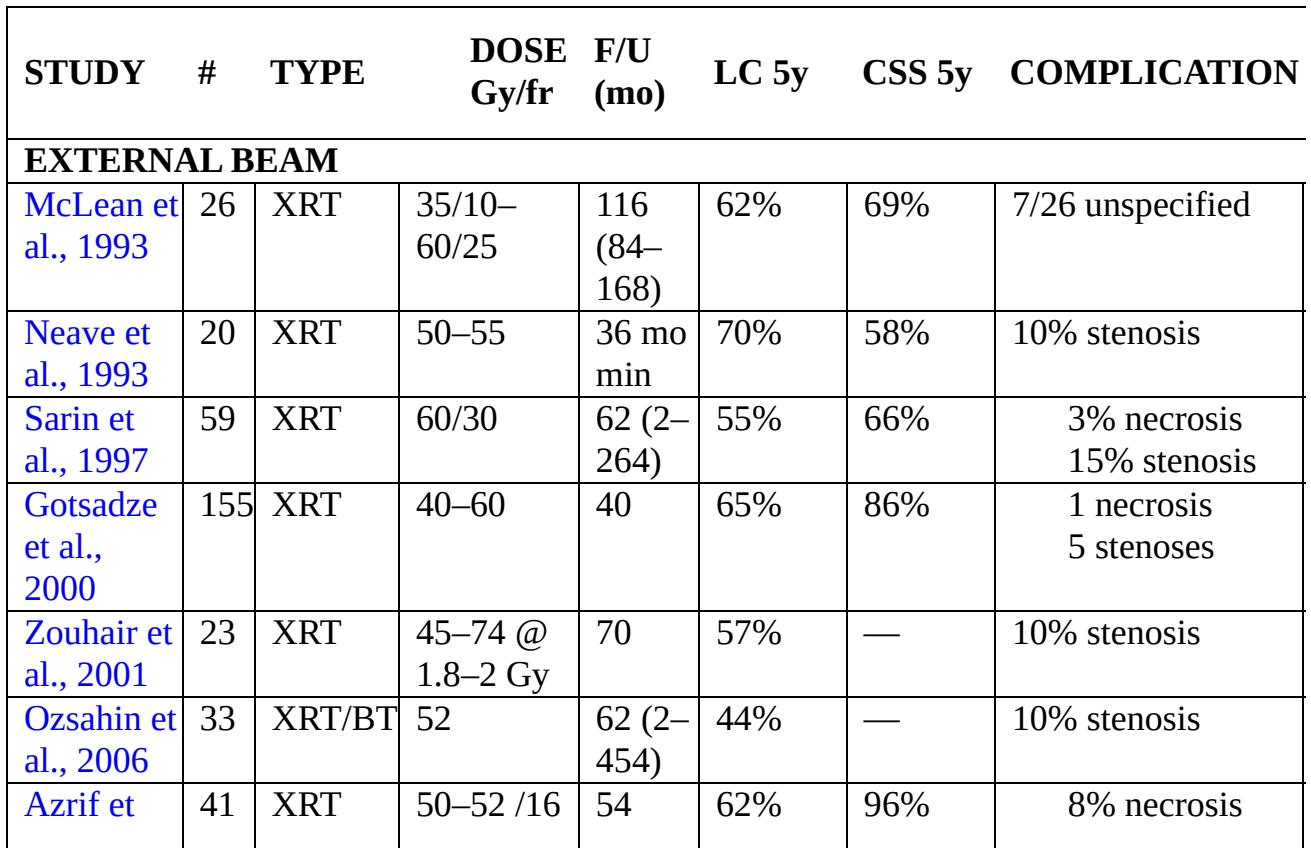 STUDY # TYPE DOSE Gy/fr F/U (mo) LC 5y CSS 5y COMPLICATION
EXTERNAL BEAM
McLean et 26 XRT 35/10– 116 62% 69% 7/26 unspecified
al., 1993 60/25 (84–
168)
Neave et 20 XRT 50–55 36 mo 70% 58% 10% stenosis
al., 1993 min
Sarin et 59 XRT 60/30 62 (2– 55% 66% 3% necrosis
al., 1997 264) 15% stenosis
Gotsadze 155 XRT 40–60 40 65% 86% 1 necrosis
et al., 5 stenoses
2000
Zouhair et 23 XRT 45–74 @ 70 57% — 10% stenosis
al., 2001 1.8–2 Gy
Ozsahin et 33 XRT/BT 52 62 (2– 44% — 10% stenosis
al., 2006 454)
Azrif et 41 XRT 50–52 /16 54 62% 96% 8% necrosis